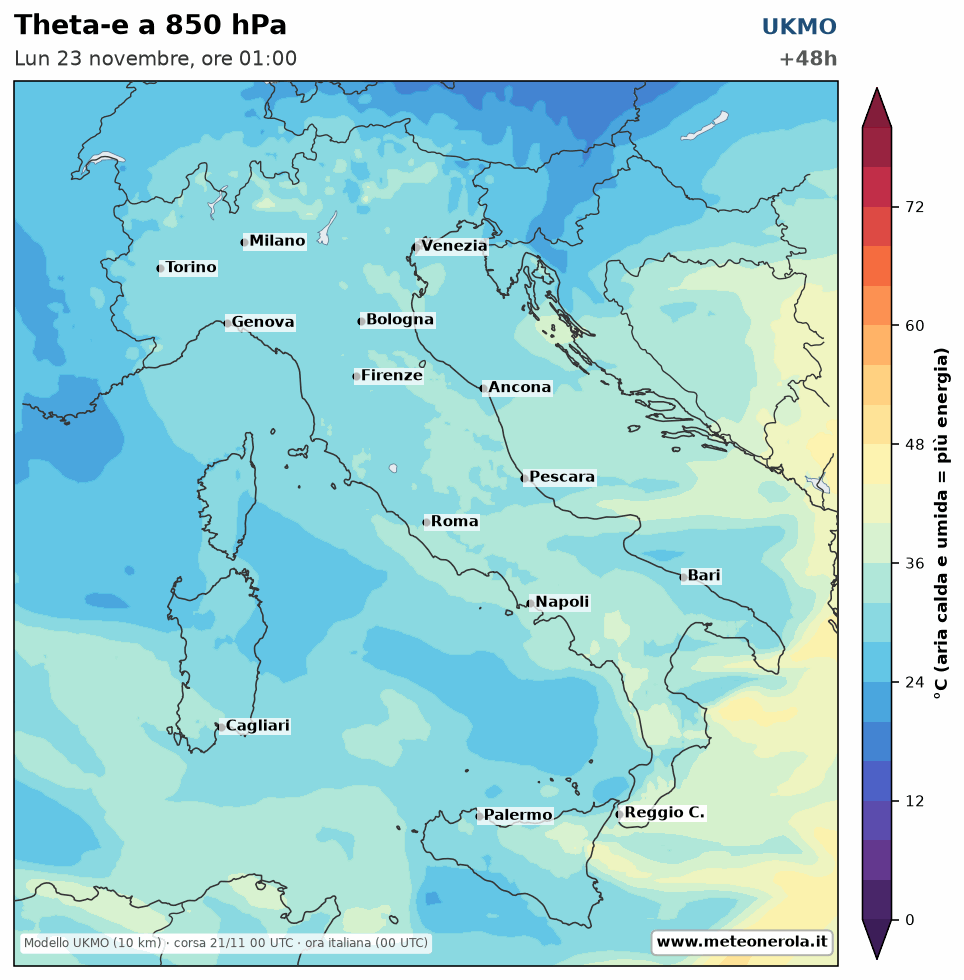 Theta-e a 850 hPa
UKMO
Lun 23 novembre, ore 01:00
+48h
Milano
Venezia
Torino
Genova
Bologna
Firenze
Ancona
Pescara
Roma
Bari
Napoli
Cagliari
Palermo
Reggio C.
72
60
48
36
24
12
0
°C (aria calda e umida = più energia)
Modello UKMO (10 km) · corsa 21/11 00 UTC · ora italiana (00 UTC)
www.meteonerola.it